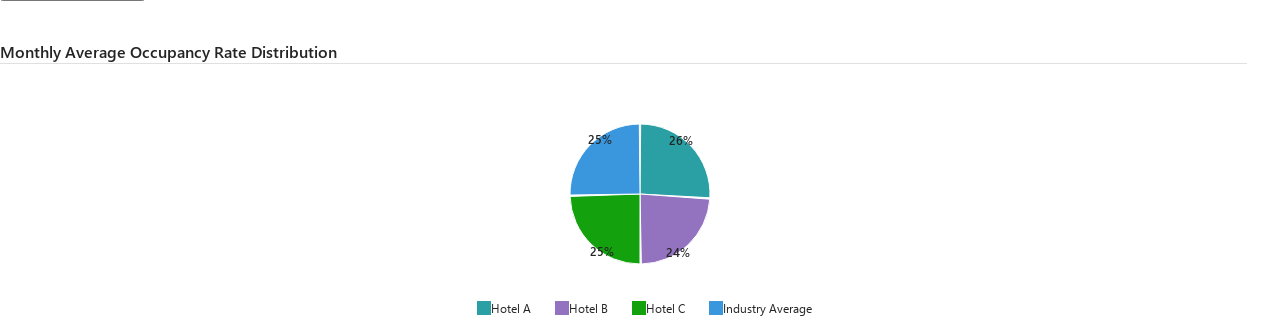 Monthly Average Occupancy Rate Distribution
25% 26%
25% 24%
Hotel A Hotel B Hotel C Industry Average